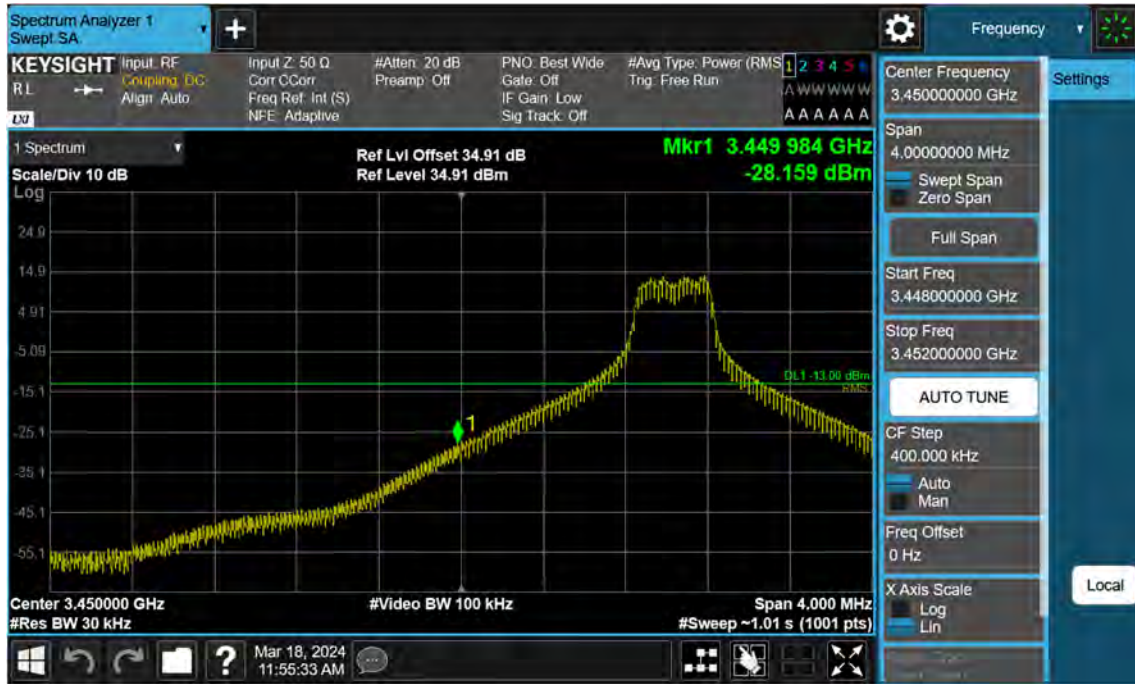 Spectrum Analyzer 1
Swept SA
+
Frequency
KEYSIGHT
RL
LXI
Input: RF
Coupling: DC
Align: Auto
Input Z: 50 Ω
Corr CCorr
Freq Ref: Int (S)
NFE: Adaptive
#Atten: 20 dB
Preamp: Off
PNO: Best Wide
Gate: Off
IF Gain: Low
Sig Track: Off
#Avg Type: Power (RMS
Trig: Free Run
1 2 3 4 5 6
A W W W W W
A A A A A A
1 Spectrum
Scale/Div 10 dB
Ref Lvl Offset 34.91 dB
Ref Level 34.91 dBm
Mkr1 3.449 984 GHz
-28.159 dBm
Log
24.9
14.9
4.91
-5.09
-15.1
-25.1
-35.1
-45.1
-55.1
DL1 -13.00 dBm
RMS
1
Center 3.450000 GHz
#Res BW 30 kHz
#Video BW 100 kHz
Span 4.000 MHz
#Sweep ~1.01 s (1001 pts)
Center Frequency
3.450000000 GHz
Settings
Span
4.00000000 MHz
Swept Span
Zero Span
Full Span
Start Freq
3.448000000 GHz
Stop Freq
3.452000000 GHz
AUTO TUNE
CF Step
400.000 kHz
Auto
Man
Freq Offset
0 Hz
X Axis Scale
Log
Lin
Local
?
Mar 18, 2024
11:55:33 AM